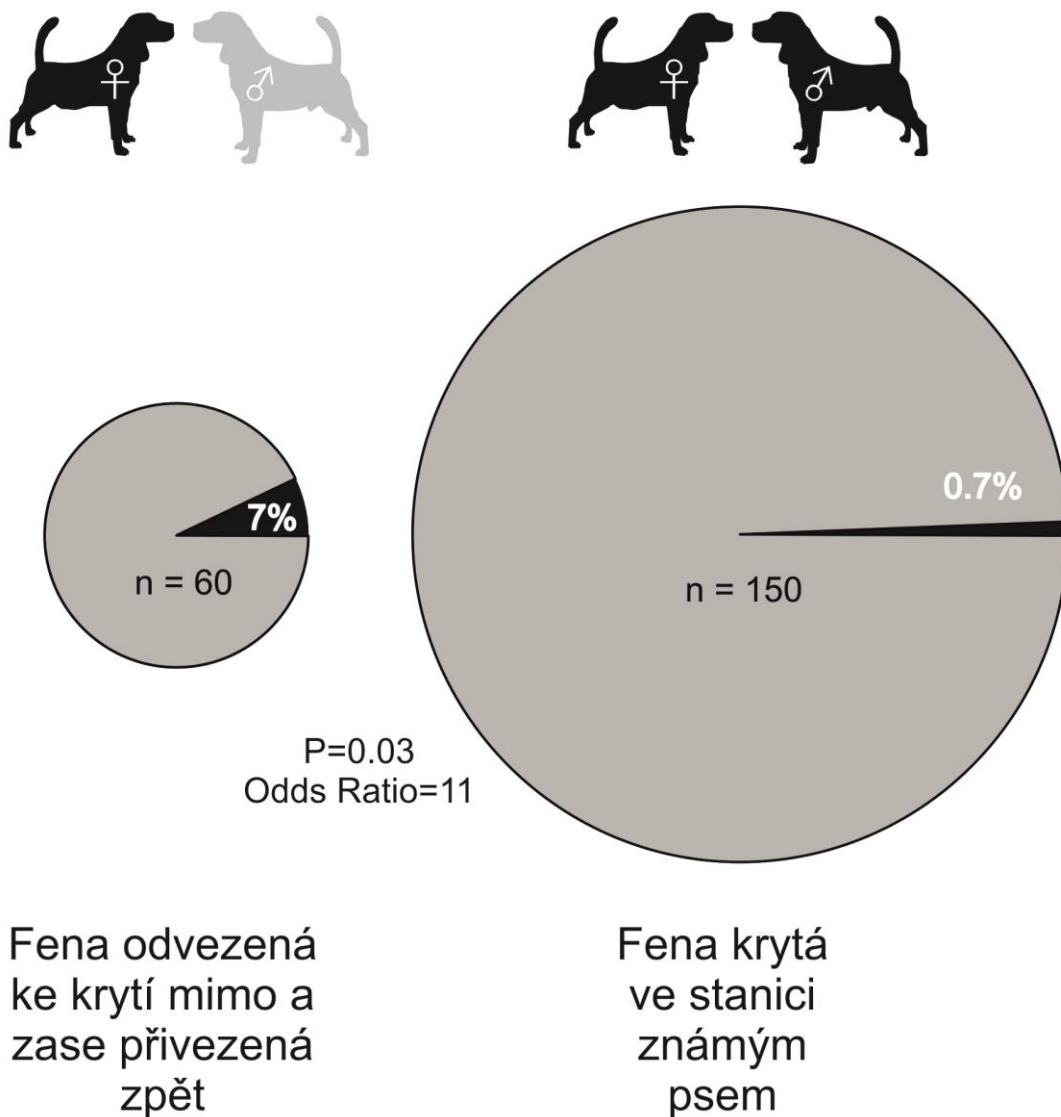 ♀ ♂
♀ ♂
7%
n = 60
0.7%
n = 150
P=0.03
Odds Ratio=11
Fena odvezená
ke krytí mimo a
zase přivezená
zpět
Fena krytá
ve stanici
známým
psem